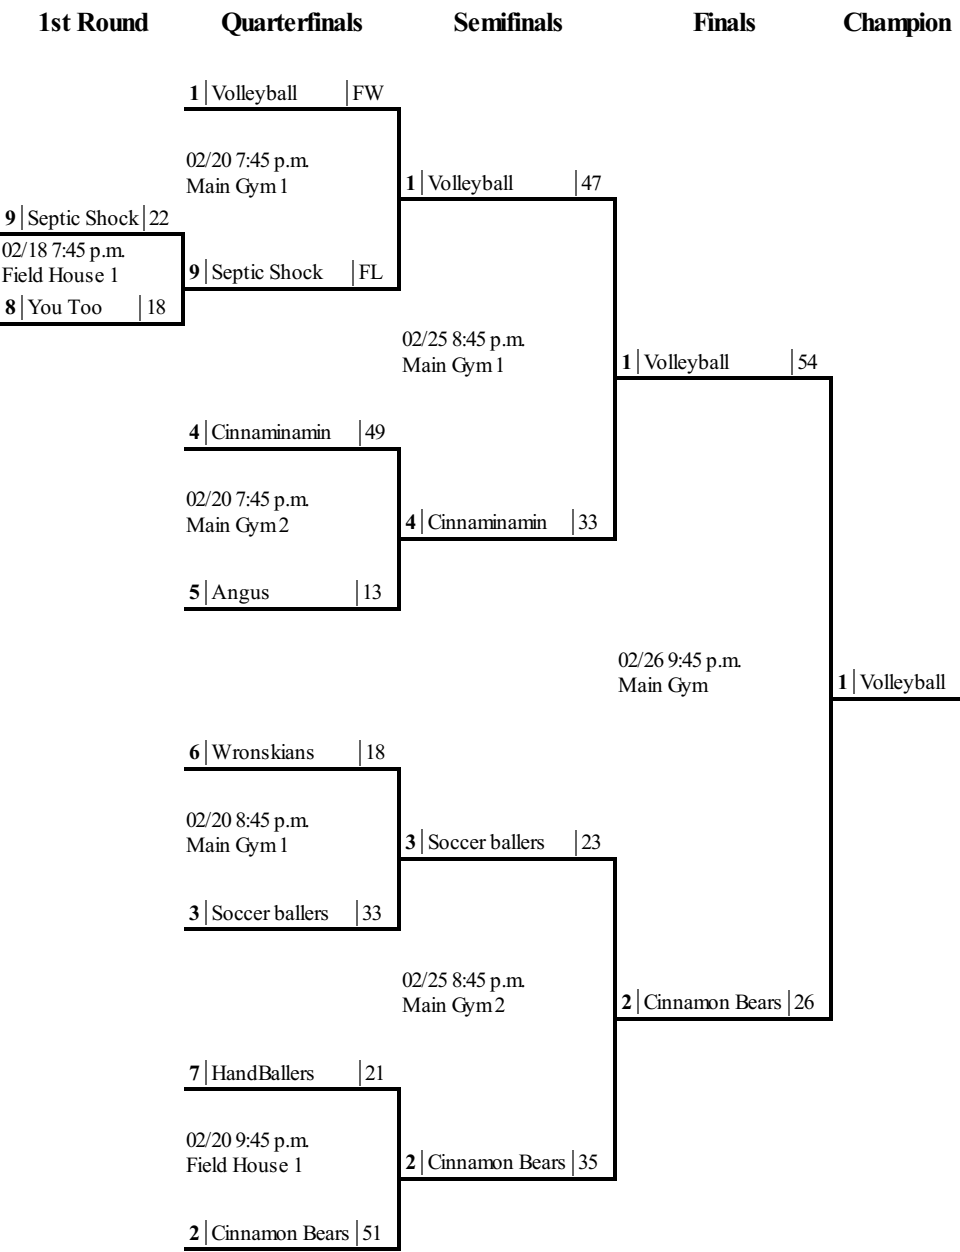 1st Round Quarterfinals Semifinals Finals Champion
1 Volleyball FW
02/20 7:45 p.m.
Main Gym 1
1 Volleyball 47
9 Septic Shock 22
02/18 7:45 p.m.
Field House 1
9 Septic Shock FL
8 You Too 18
02/25 8:45 p.m.
Main Gym 1
1 Volleyball 54
4 Cinnaminamin 49
02/20 7:45 p.m.
Main Gym 2
4 Cinnaminamin 33
5 Angus 13
02/26 9:45 p.m.
Main Gym
1 Volleyball
6 Wronskians 18
02/20 8:45 p.m.
Main Gym 1
3 Soccer ballers 23
3 Soccer ballers 33
02/25 8:45 p.m.
Main Gym 2
2 Cinnamon Bears 26
7 HandBallers 21
02/20 9:45 p.m.
Field House 1
2 Cinnamon Bears 35
2 Cinnamon Bears 51